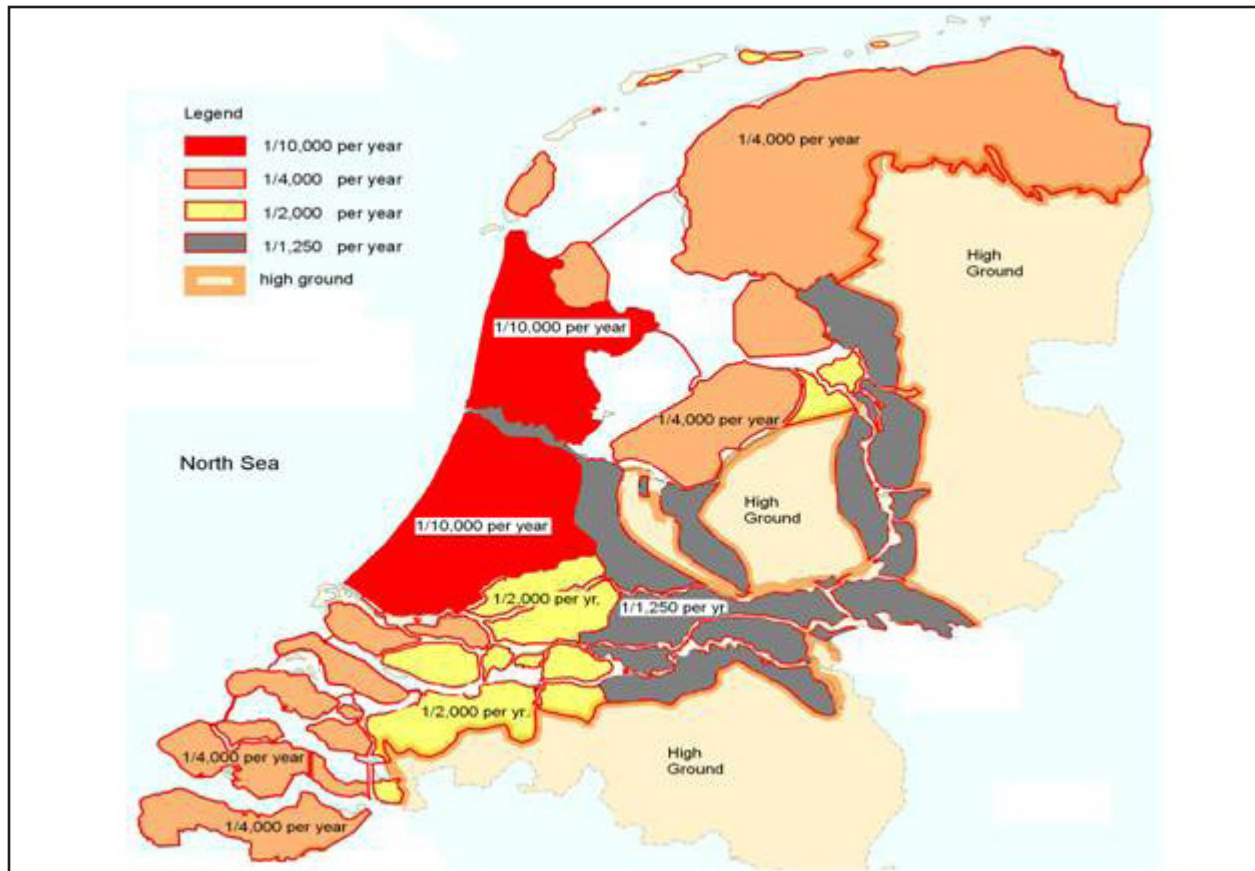 Legend
1/10,000 per year
1/4,000 per year
1/2,000 per year
1/1,250 per year
high ground
1/4,000 per year
High
Ground
1/10,000 per year
1/4,000 per year
North Sea
High
Ground
1/10,000 per year
1/2,000 per yr.
1/1,250 per yr
1/2,000 per yr.
High
Ground
1/4,000 per year
1/4,000 per year